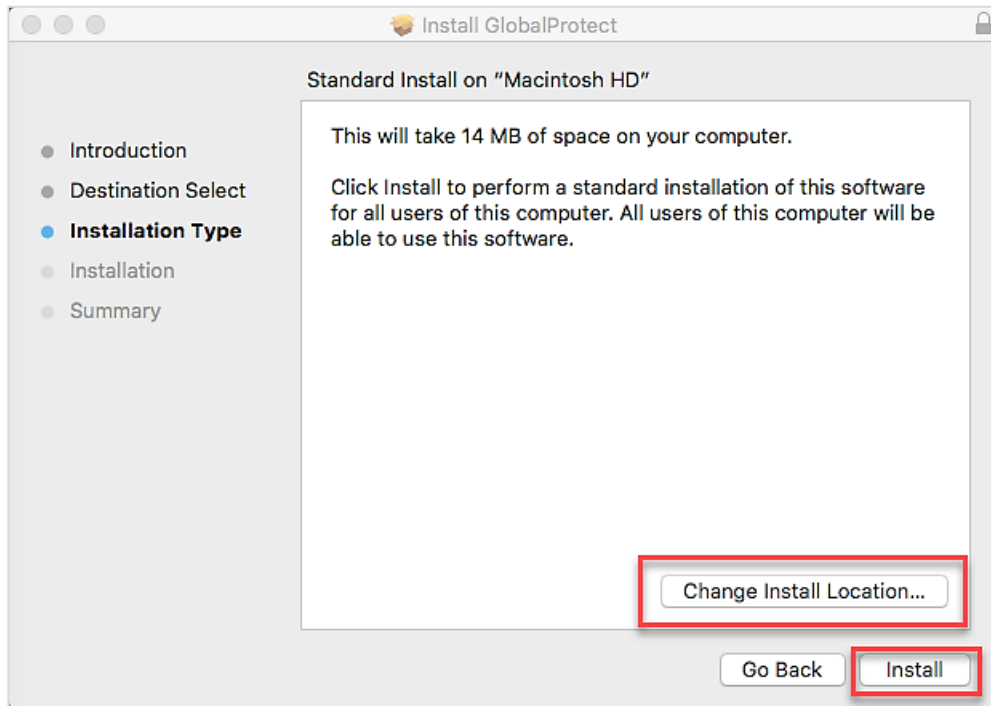 Install GlobalProtect
Standard Install on “Macintosh HD”
Introduction
Destination Select
Installation Type
Installation
Summary
This will take 14 MB of space on your computer.
Click Install to perform a standard installation of this software
for all users of this computer. All users of this computer will be
able to use this software.
Change Install Location...
Go Back
Install